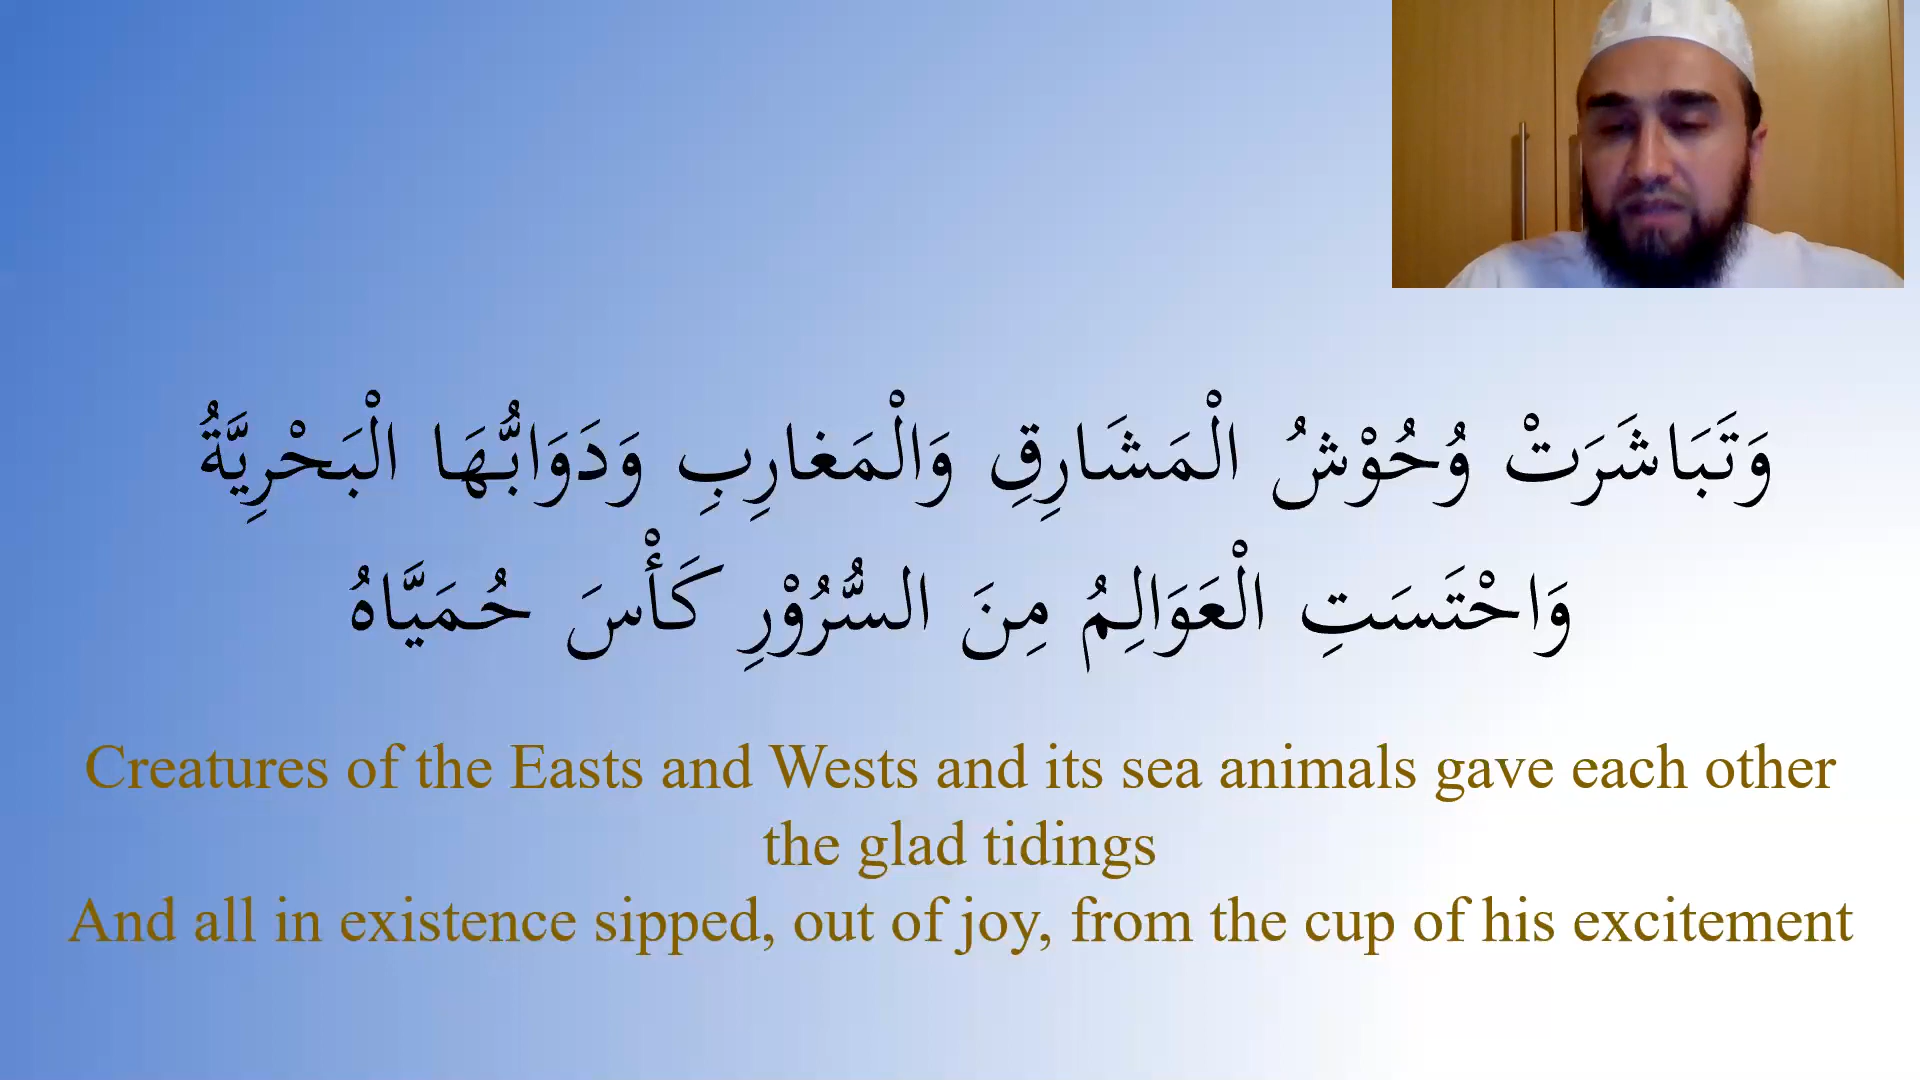 وَتَبَاشَرَتْ وُحُوْشُ الْمَشَارِقِ وَالْمَغارِبِ وَدَوَابُّهَا الْبَحْرِيَّةُ
وَاحْتَسَتِ الْعَوَالِمُ مِنَ السُّرُوْرِ كَأْسَ حُمَيَّاهُ
Creatures of the Easts and Wests and its sea animals gave each other
the glad tidings
And all in existence sipped, out of joy, from the cup of his excitement